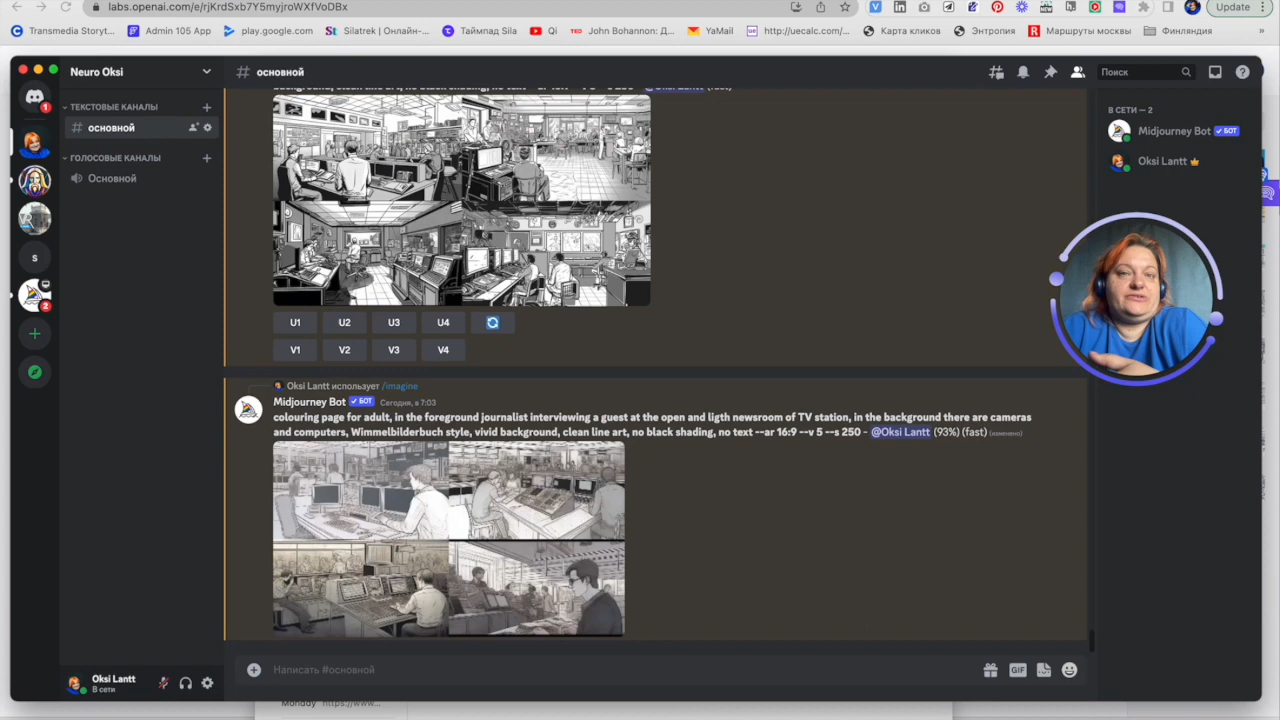 labs.openai.com/e/rjKrdSxb7Y5myjroWXfVoDBx
Update
Transmedia Storyt...
Admin 105 App
play.google.com
Silatrek | Онлайн-...
Таймпад Sila
Qi
TED
John Bohannon: Д...
YaMail
http://uecalc.com/...
Карта кликов
Энтропия
Маршруты москвы
Финляндия
»
Neuro Oksi
# основной
Поиск
ТЕКСТОВЫЕ КАНАЛЫ
# основной
ГОЛОСОВЫЕ КАНАЛЫ
Основной
1
S
2
В СЕТИ — 2
Midjourney Bot ✓ БОТ
Oksi Lantt
U1 U2 U3 U4
V1 V2 V3 V4
Oksi Lantt использует /imagine
Midjourney Bot ✓ БОТ Сегодня, в 7:03
colouring page for adult, in the foreground journalist interviewing a guest at the open and ligth newsroom of TV station, in the background there are cameras
and computers, Wimmelbilderbuch style, vivid background, clean line art, no black shading, no text --ar 16:9 --v 5 --s 250 - @Oksi Lantt (93%) (fast) (изменено)
Написать #основной
GIF
Oksi Lantt
В сети
Monday https://www...